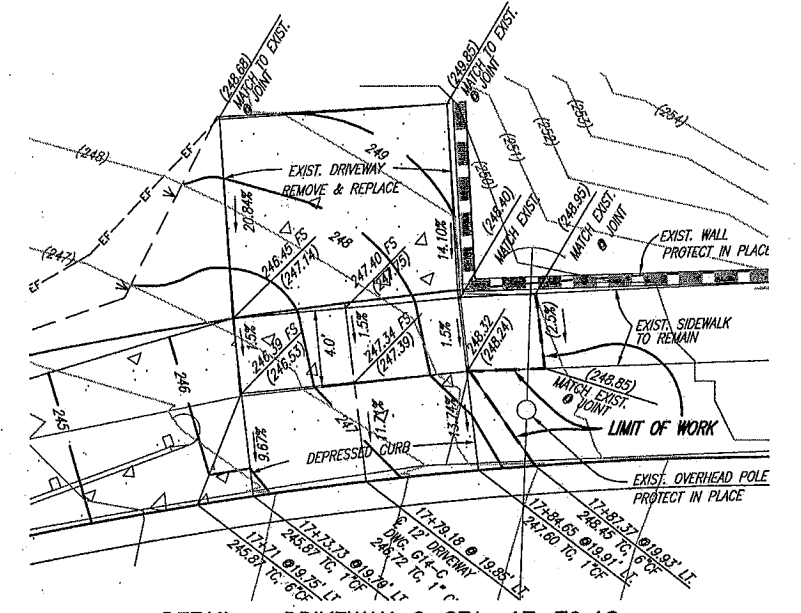 (248.68)
MATCH TO EXIST.
@ JOINT
(249.85)
MATCH TO EXIST.
@ JOINT
(254)
(253)
(252)
(251)
(250)
249
(248)
EF
EF
EXIST. DRIVEWAY
REMOVE & REPLACE
20.84%
14.10%
(248.40)
MATCH EXIST.
(248.95)
MATCH EXIST.
@ JOINT
EXIST. WALL
PROTECT IN PLACE
248
(247)
EF
246.45 FS
(247.14)
247.40 FS
(247.75)
1.5%
246.39 FS
(246.53)
4.0'
1.5%
247.34 FS
(247.39)
1.5%
248.32
(248.24)
(2.5%)
EXIST. SIDEWALK
TO REMAIN
(248.85)
MATCH EXIST.
@ JOINT
LIMIT OF WORK
245
246
247
9.67%
11.71%
13.74%
DEPRESSED CURB
EXIST. OVERHEAD POLE
PROTECT IN PLACE
17+71 @19.75' LT.
245.87 TC, 6"CF
17+73.73 @19.79' LT.
245.87 TC, 1"CF
17+79.18 @ 19.85' LT.
℄ 12' DRIVEWAY
DWG. G14-C
246.72 TC, 1"
17+84.65 @19.91' LT.
247.60 TC, 1"CF
17+87.37 @19.93' LT.
248.45 TC, 6"CF